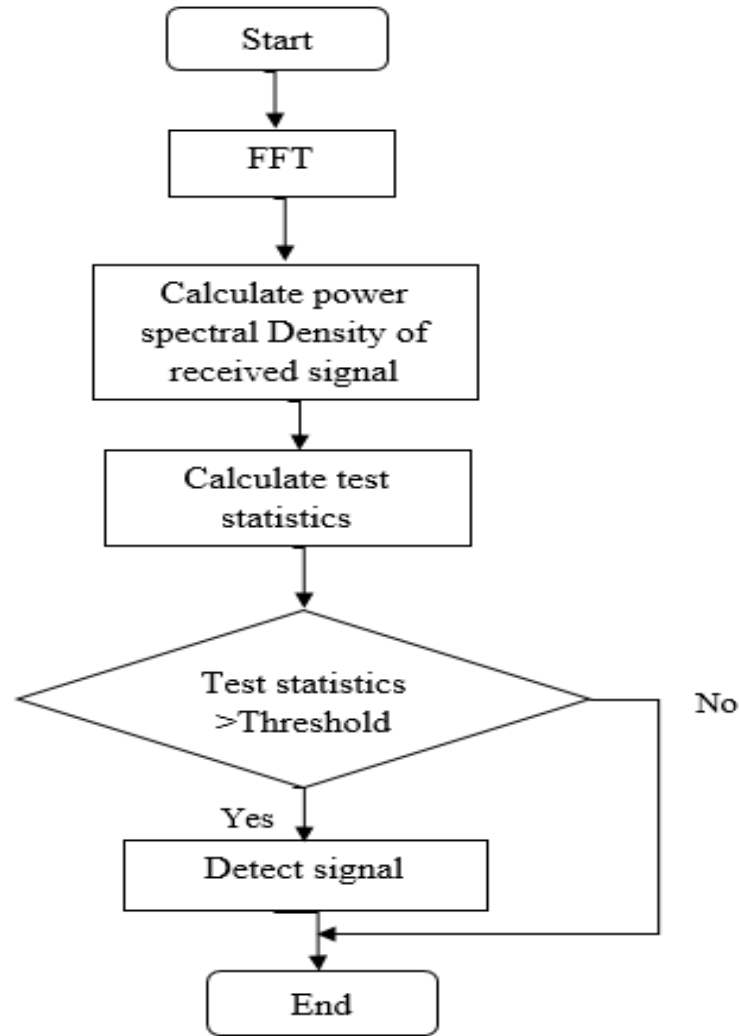 Start
FFT
Calculate power
spectral Density of
received signal
Calculate test
statistics
Test statistics
>Threshold
No
Yes
Detect signal
End